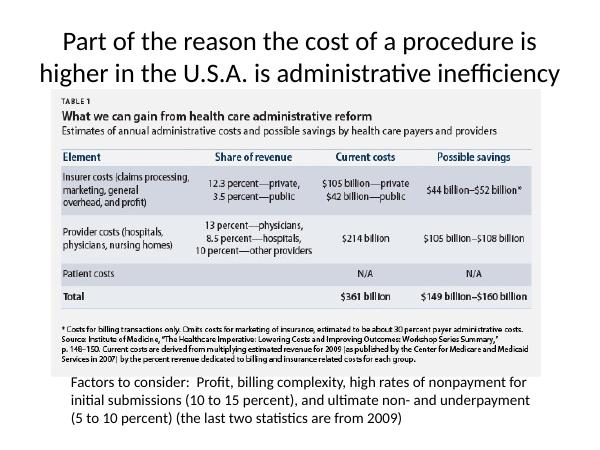 Part of the reason the cost of a procedure is
higher in the U.S.A. is administrative inefficiency
TABLE 1
What we can gain from health care administrative reform
Estimates of annual administrative costs and possible savings by health care payers and providers
Element Share of revenue Current costs Possible savings
Insurer costs (claims processing,
marketing, general
overhead, and profit)
12.3 percent—private,
3.5 percent—public
$105 billion—private
$42 billion—public
$44 billion–$52 billion*
Provider costs (hospitals,
physicians, nursing homes)
13 percent—physicians,
8.5 percent—hospitals,
10 percent—other providers
$214 billion
$105 billion–$108 billion
Patient costs N/A N/A
Total $361 billion $149 billion–$160 billion
* Costs for billing transactions only. Omits costs for marketing of insurance, estimated to be about 30 percent payer administrative costs.
Source: Institute of Medicine, "The Healthcare Imperative: Lowering Costs and Improving Outcomes: Workshop Series Summary,"
p. 148–150. Current costs are derived from multiplying estimated revenue for 2009 (as published by the Center for Medicare and Medicaid
Services in 2007) by the percent revenue dedicated to billing and insurance related costs for each group.
Factors to consider: Profit, billing complexity, high rates of nonpayment for
initial submissions (10 to 15 percent), and ultimate non- and underpayment
(5 to 10 percent) (the last two statistics are from 2009)